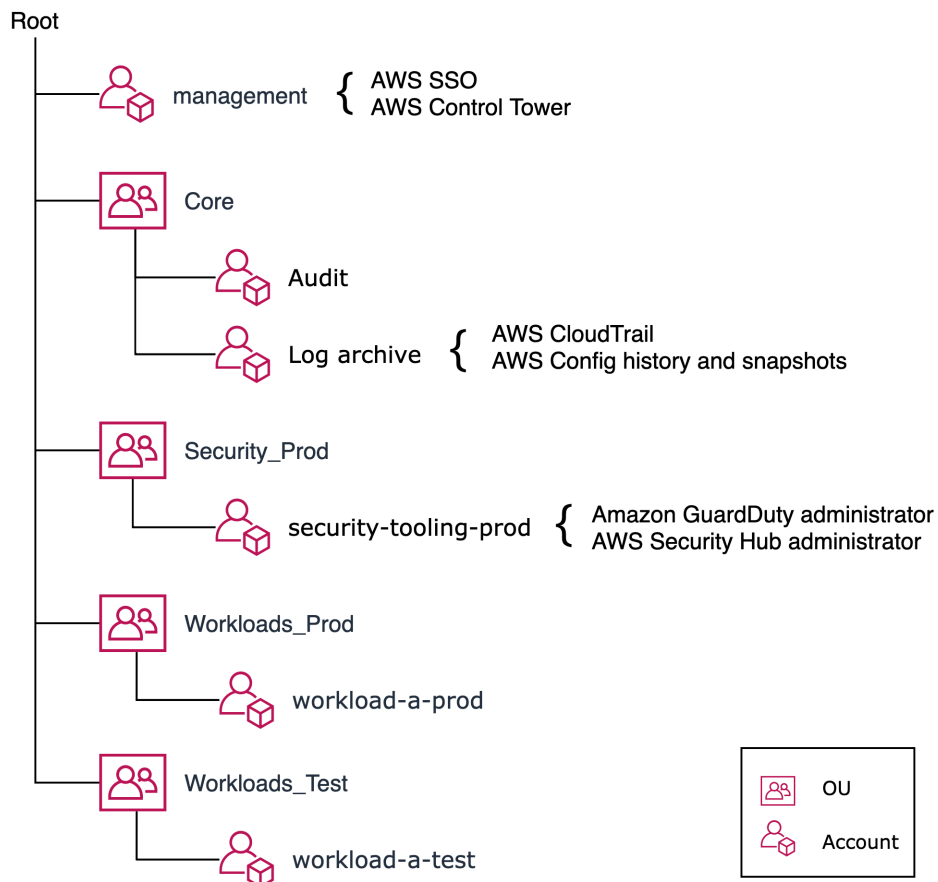 Root
management
AWS SSO
AWS Control Tower
Core
Audit
Log archive
AWS CloudTrail
AWS Config history and snapshots
Security_Prod
security-tooling-prod
Amazon GuardDuty administrator
AWS Security Hub administrator
Workloads_Prod
workload-a-prod
Workloads_Test
workload-a-test
OU
Account